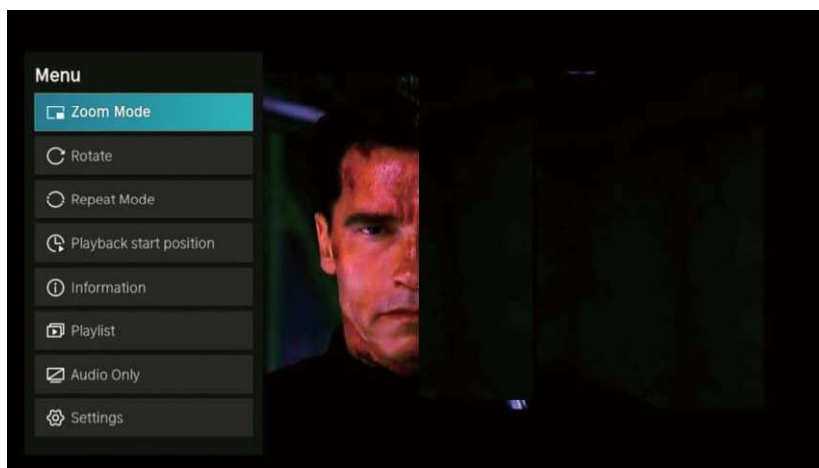 Menu
Zoom Mode
Rotate
Repeat Mode
Playback start position
Information
Playlist
Audio Only
Settings